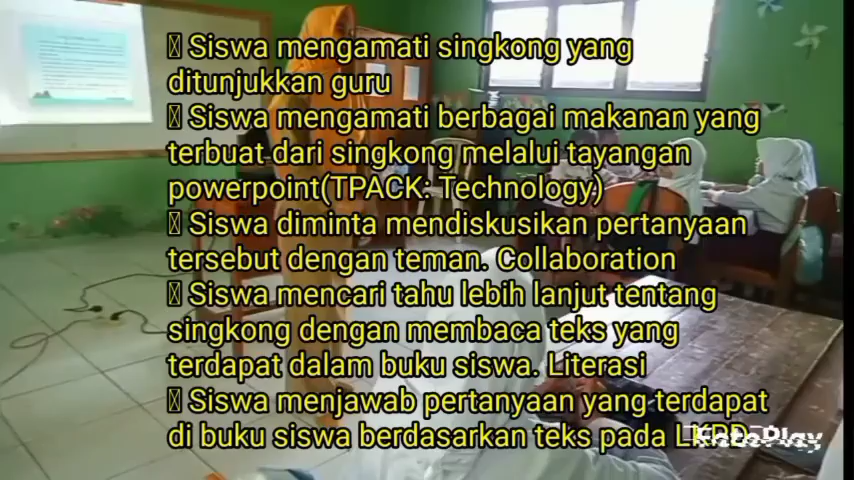 Siswa mengamati singkong yang
ditunjukkan guru
Siswa mengamati berbagai makanan yang
terbuat dari singkong melalui tayangan
powerpoint(TPACK: Technology)
Siswa diminta mendiskusikan pertanyaan
tersebut dengan teman. Collaboration
Siswa mencari tahu lebih lanjut tentang
singkong dengan membaca teks yang
terdapat dalam buku siswa. Literasi
Siswa menjawab pertanyaan yang terdapat
di buku siswa berdasarkan teks pada LKPD